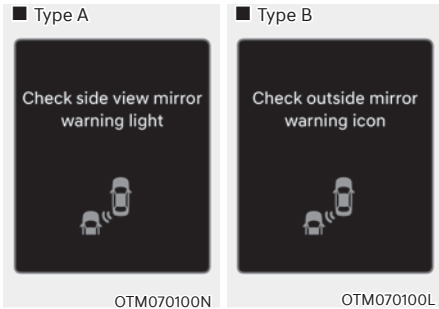 ■ Type A
Check side view mirror
warning light
OTM070100N
■ Type B
Check outside mirror
warning icon
OTM070100L